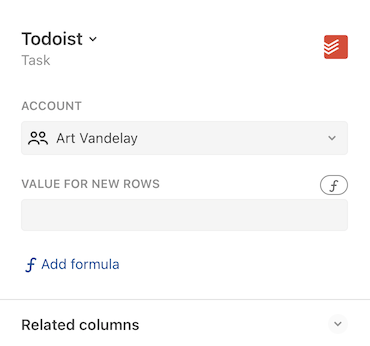 Todoist
Task
ACCOUNT
Art Vandelay
VALUE FOR NEW ROWS
f
f Add formula
Related columns